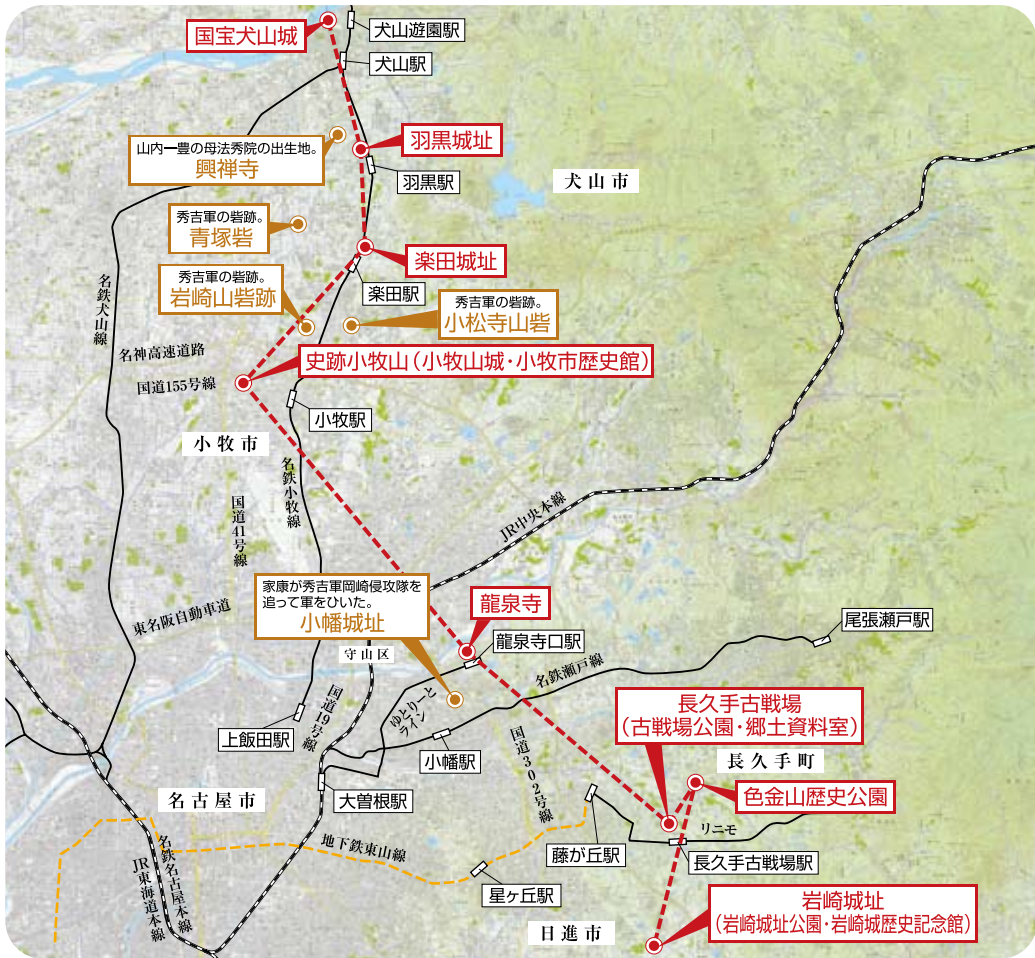 国宝犬山城
犬山遊園駅
犬山駅
羽黒城址
山内一豊の母法秀院の出生地。
興禅寺
羽黒駅
犬山市
秀吉軍の砦跡。
青塚砦
楽田城址
秀吉軍の砦跡。
岩崎山砦跡
楽田駅
秀吉軍の砦跡。
小松寺山砦
名鉄犬山線
名神高速道路
史跡小牧山（小牧山城・小牧市歴史館）
国道155号線
小牧駅
小牧市
名鉄小牧線
国道41号線
JR中央本線
家康が秀吉軍岡崎侵攻隊を
追って軍をひいた。
小幡城址
龍泉寺
東名阪自動車道
尾張瀬戸駅
龍泉寺口駅
守山区
名鉄瀬戸線
国道19号線
ゆとりーと
ライン
長久手古戦場
（古戦場公園・郷土資料室）
上飯田駅
国道302号線
小幡駅
長久手町
色金山歴史公園
名古屋市
大曽根駅
リニモ
地下鉄東山線
藤が丘駅
長久手古戦場駅
名鉄名古屋本線
JR東海道本線
星ヶ丘駅
岩崎城址
（岩崎城址公園・岩崎城歴史記念館）
日進市